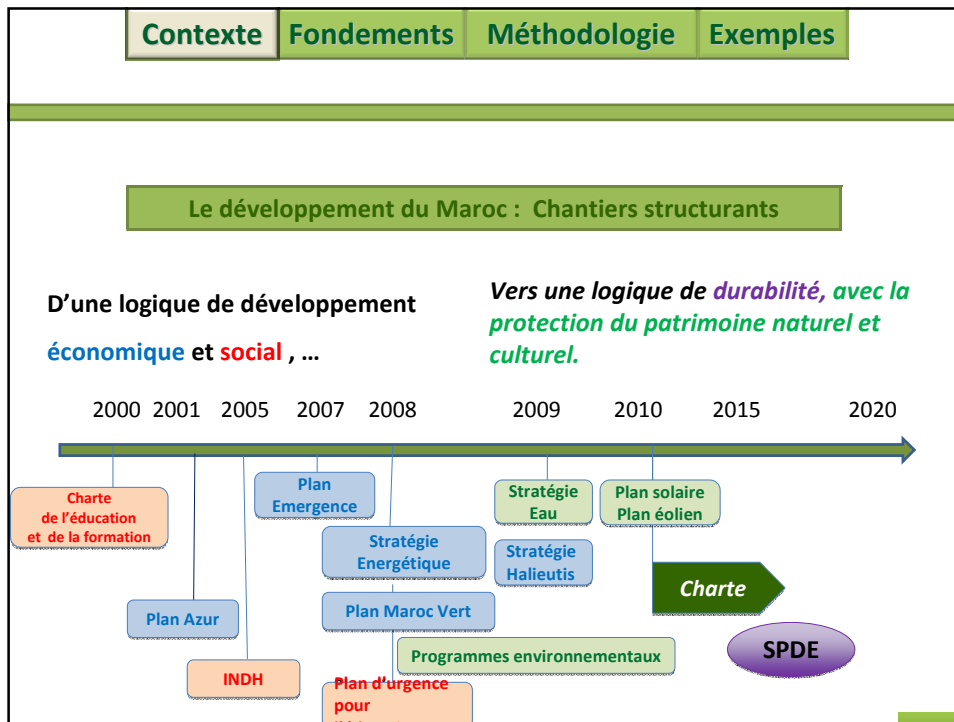 Contexte Fondements Méthodologie Exemples
Le développement du Maroc : Chantiers structurants
D'une logique de développement
économique et social , …
Vers une logique de durabilité, avec la
protection du patrimoine naturel et
culturel.
2000 2001 2005 2007 2008 2009 2010 2015 2020
Charte
de l'éducation
et de la formation
Plan
Emergence
Stratégie
Eau
Plan solaire
Plan éolien
Stratégie
Energétique
Stratégie
Halieutis
Charte
Plan Azur
Plan Maroc Vert
SPDE
Programmes environnementaux
INDH
Plan d'urgence
pour